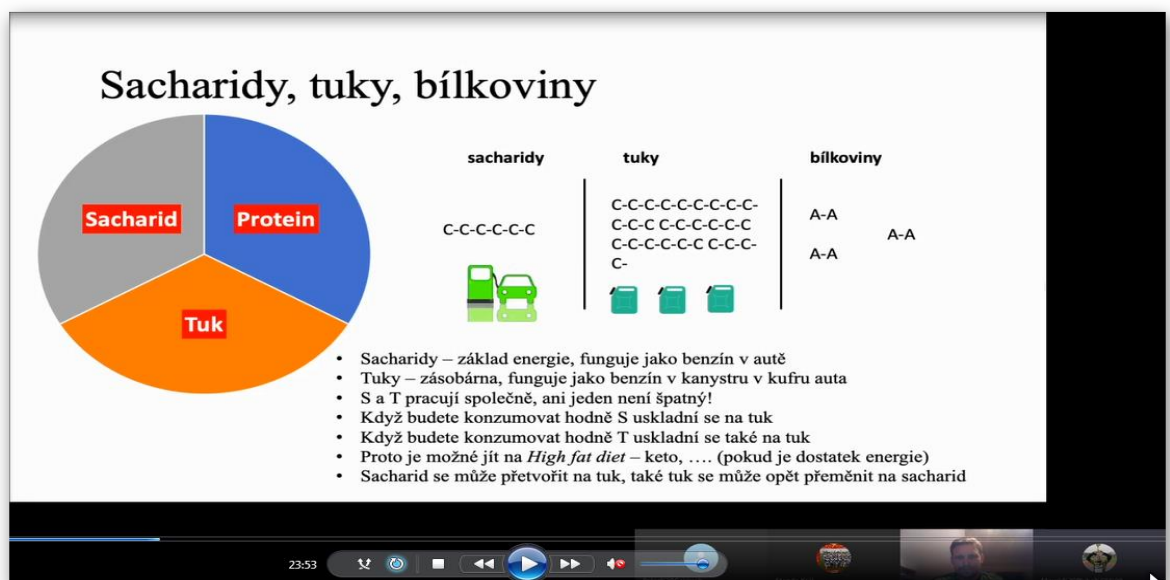 Sacharidy, tuky, bílkoviny
Sacharid
Protein
Tuk
sacharidy
tuky
bílkoviny
C-C-C-C-C-C
C-C-C-C-C-C-C-C-C-
C-C-C C-C-C-C-C-C
C-C-C-C-C-C C-C-C-
C-
A-A
A-A
A-A
• Sacharidy – základ energie, funguje jako benzín v autě
• Tuky – zásobárna, funguje jako benzín v kanystru v kufru auta
• S a T pracují společně, ani jeden není špatný!
• Když budete konzumovat hodně S uskladní se na tuk
• Když budete konzumovat hodně T uskladní se také na tuk
• Proto je možné jít na High fat diet – keto, …. (pokud je dostatek energie)
• Sacharid se může přetvořit na tuk, také tuk se může opět přeměnit na sacharid
23:53